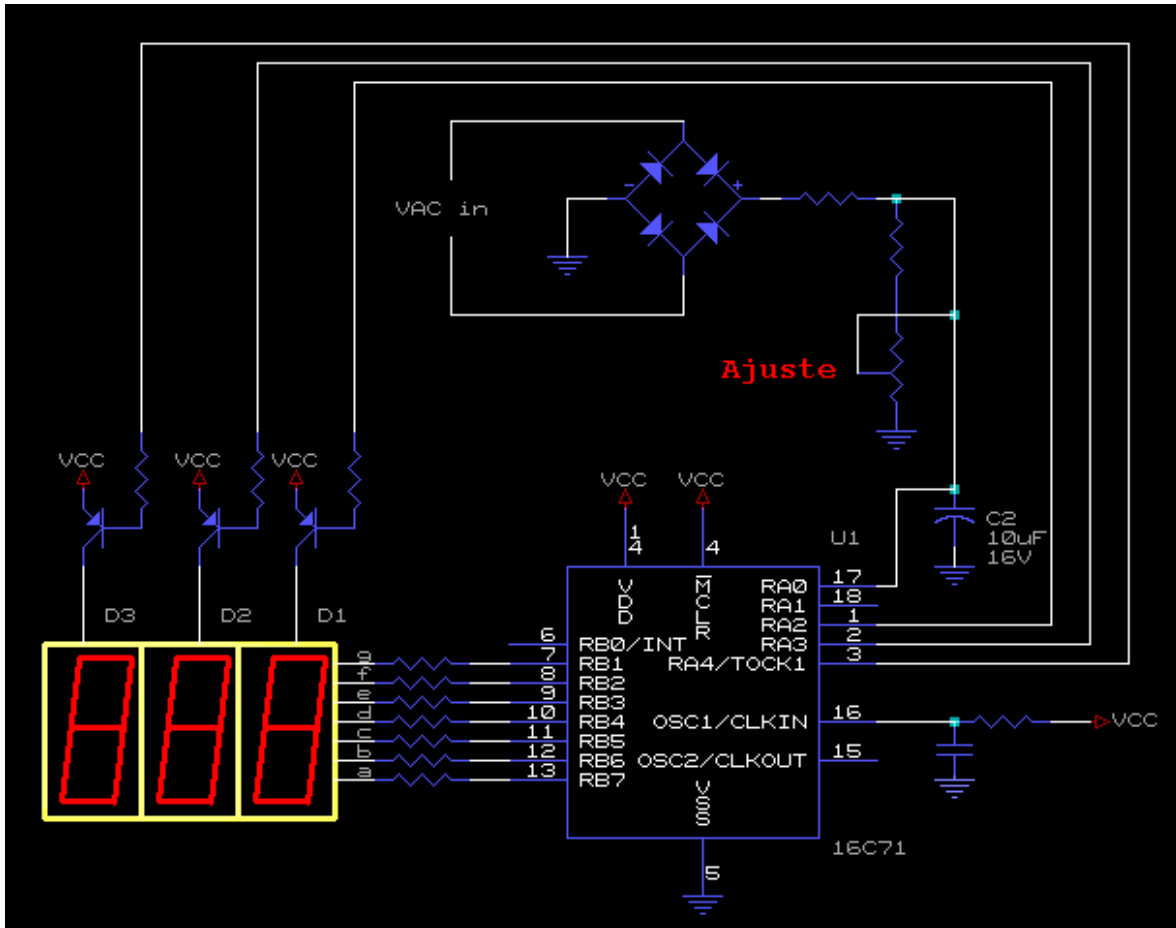 VAC in
- +
Ajuste
VCC VCC VCC
VCC VCC
C2
10uF
16V
U1
14 4
VDD MCLR
D3 D2 D1
RA0 17
RA1 18
RA2 1
RA3 2
RA4/TOCK1 3
6 RB0/INT
g 7 RB1
f 8 RB2
e 9 RB3
d 10 RB4
c 11 RB5
b 12 RB6
a 13 RB7
OSC1/CLKIN 16
VCC
OSC2/CLKOUT 15
VSS
5
16C71